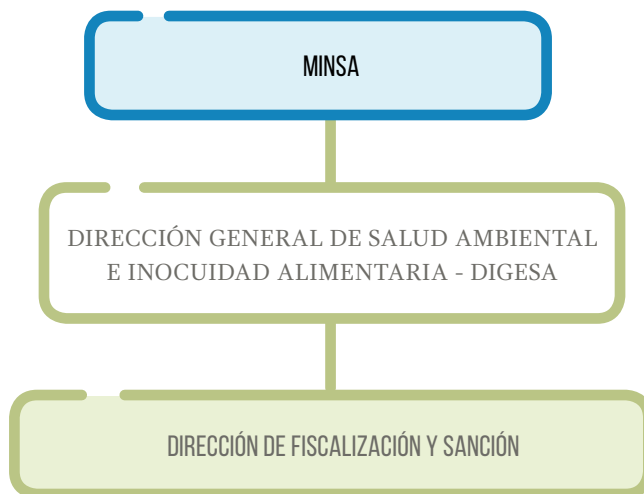 MINSA
DIRECCIÓN GENERAL DE SALUD AMBIENTAL
E INOCUIDAD ALIMENTARIA - DIGESA
DIRECCIÓN DE FISCALIZACIÓN Y SANCIÓN